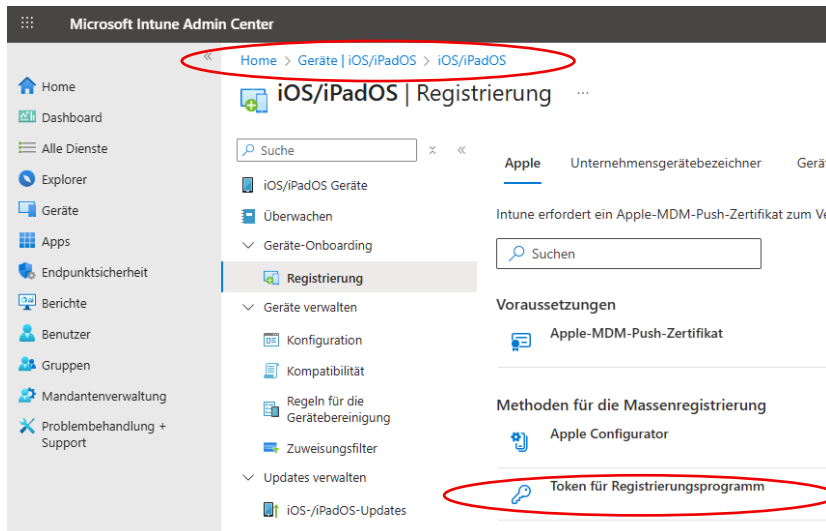 Microsoft Intune Admin Center
Home > Geräte | iOS/iPadOS > iOS/iPadOS
iOS/iPadOS | Registrierung ...
Home
Dashboard
Alle Dienste
Explorer
Geräte
Apps
Endpunktsicherheit
Berichte
Benutzer
Gruppen
Mandantenverwaltung
Problembehandlung +
Support
Suche
iOS/iPadOS Geräte
Überwachen
Geräte-Onboarding
Registrierung
Geräte verwalten
Konfiguration
Kompatibilität
Regeln für die
Gerätebereinigung
Zuweisungsfilter
Updates verwalten
iOS-/iPadOS-Updates
Apple Unternehmensgerätebezeichner Gerä
Intune erfordert ein Apple-MDM-Push-Zertifikat zum Ve
Suchen
Voraussetzungen
Apple-MDM-Push-Zertifikat
Methoden für die Massenregistrierung
Apple Configurator
Token für Registrierungsprogramm